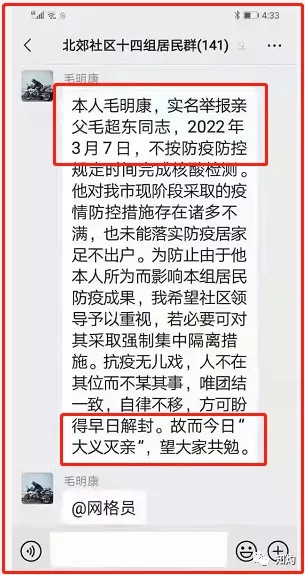 4:33
北郊社区十四组居民群(141)
毛明康
本人毛明康，实名举报亲
父毛超东同志，2022年
3月7日，不按防疫防控
规定时间完成核酸检测。
他对我市现阶段采取的疫
情防控措施存在诸多不
满，也未能落实防疫居家
足不出户。为防止由于他
本人所为而影响本组居民
防疫成果，我希望社区领
导予以重视，若必要可对
其采取强制集中隔离措
施。抗疫无儿戏，人不在
其位而不某其事，唯团结
一致，自律不移，方可盼
得早日解封。故而今日“
大义灭亲”，望大家共勉。
毛明康
@网格员